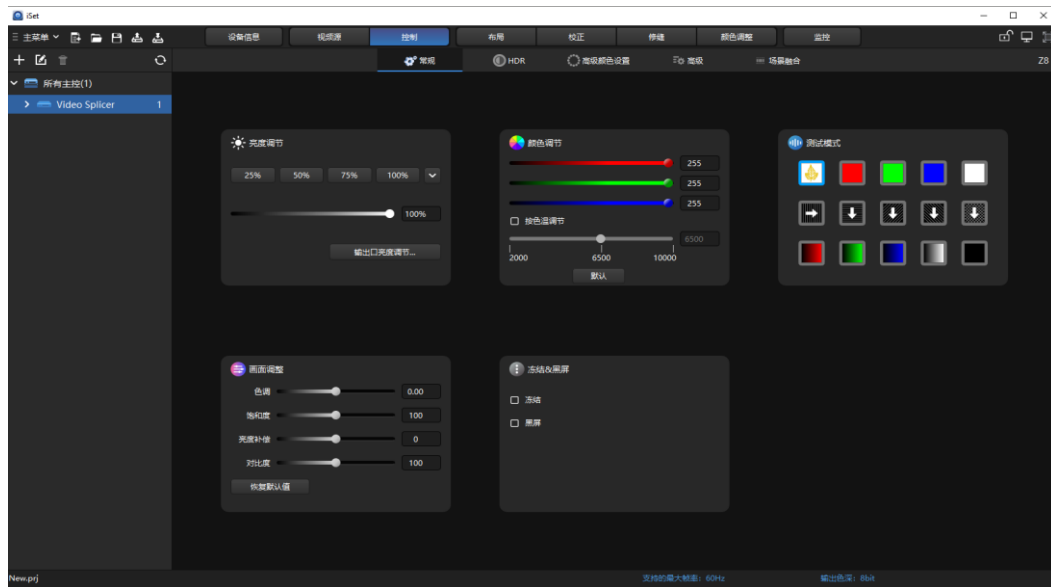 iSet
主菜单
设备信息 视频源 控制 布局 校正 修缝 颜色调整 监控
常规 HDR 高级颜色设置 高级 场景融合 Z8
所有主控(1)
Video Splicer 1
亮度调节
25% 50% 75% 100%
100%
输出口亮度调节...
颜色调节
255
255
255
按色温调节
6500
2000 6500 10000
默认
测试模式
画面调整
色调 0.00
饱和度 100
亮度补偿 0
对比度 100
恢复默认值
冻结&黑屏
冻结
黑屏
New.prj 支持的最大帧率: 60Hz 输出色深: 8bit